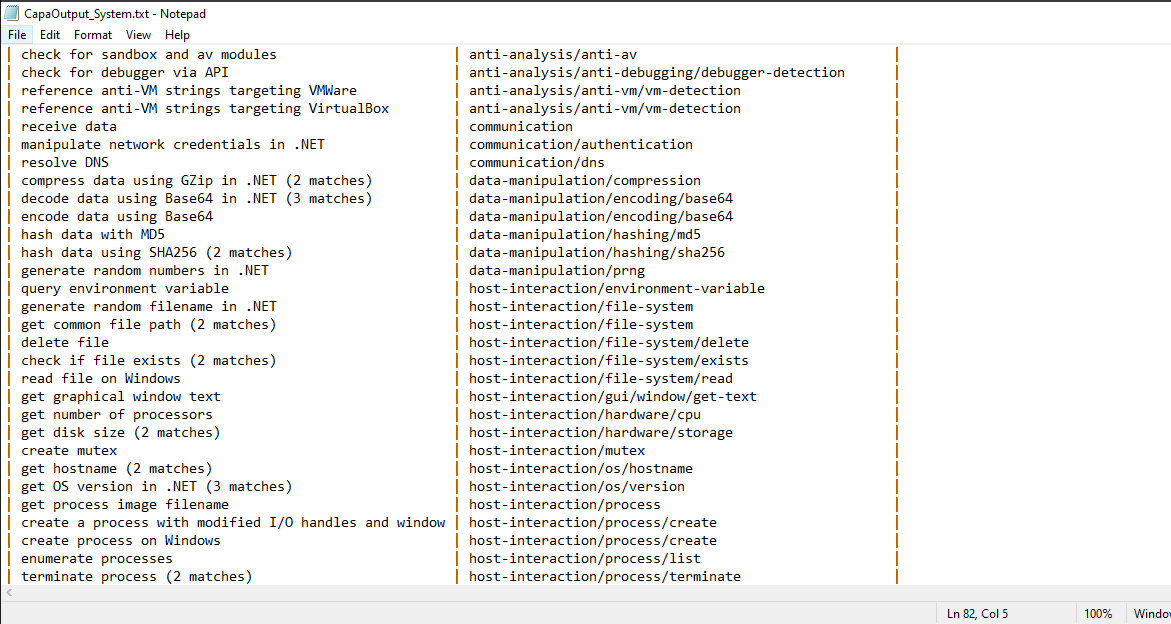 CapaOutput_System.txt - Notepad
File Edit Format View Help
| check for sandbox and av modules | anti-analysis/anti-av |
| check for debugger via API | anti-analysis/anti-debugging/debugger-detection |
| reference anti-VM strings targeting VMWare | anti-analysis/anti-vm/vm-detection |
| reference anti-VM strings targeting VirtualBox | anti-analysis/anti-vm/vm-detection |
| receive data | communication |
| manipulate network credentials in .NET | communication/authentication |
| resolve DNS | communication/dns |
| compress data using GZip in .NET (2 matches) | data-manipulation/compression |
| decode data using Base64 in .NET (3 matches) | data-manipulation/encoding/base64 |
| encode data using Base64 | data-manipulation/encoding/base64 |
| hash data with MD5 | data-manipulation/hashing/md5 |
| hash data using SHA256 (2 matches) | data-manipulation/hashing/sha256 |
| generate random numbers in .NET | data-manipulation/prng |
| query environment variable | host-interaction/environment-variable |
| generate random filename in .NET | host-interaction/file-system |
| get common file path (2 matches) | host-interaction/file-system |
| delete file | host-interaction/file-system/delete |
| check if file exists (2 matches) | host-interaction/file-system/exists |
| read file on Windows | host-interaction/file-system/read |
| get graphical window text | host-interaction/gui/window/get-text |
| get number of processors | host-interaction/hardware/cpu |
| get disk size (2 matches) | host-interaction/hardware/storage |
| create mutex | host-interaction/mutex |
| get hostname (2 matches) | host-interaction/os/hostname |
| get OS version in .NET (3 matches) | host-interaction/os/version |
| get process image filename | host-interaction/process |
| create a process with modified I/O handles and window | host-interaction/process/create |
| create process on Windows | host-interaction/process/create |
| enumerate processes | host-interaction/process/list |
| terminate process (2 matches) | host-interaction/process/terminate |
Ln 82, Col 5 100% Windo